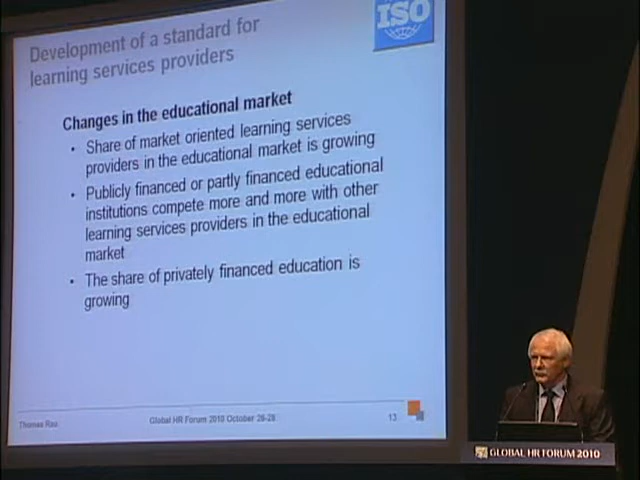 ISO
Development of a standard for
learning services providers
Changes in the educational market
• Share of market oriented learning services
providers in the educational market is growing
• Publicly financed or partly financed educational
institutions compete more and more with other
learning services providers in the educational
market
• The share of privately financed education is
growing
Thomas Rau
Global HR Forum 2010 October 26-28
13
GLOBAL HR FORUM 2010